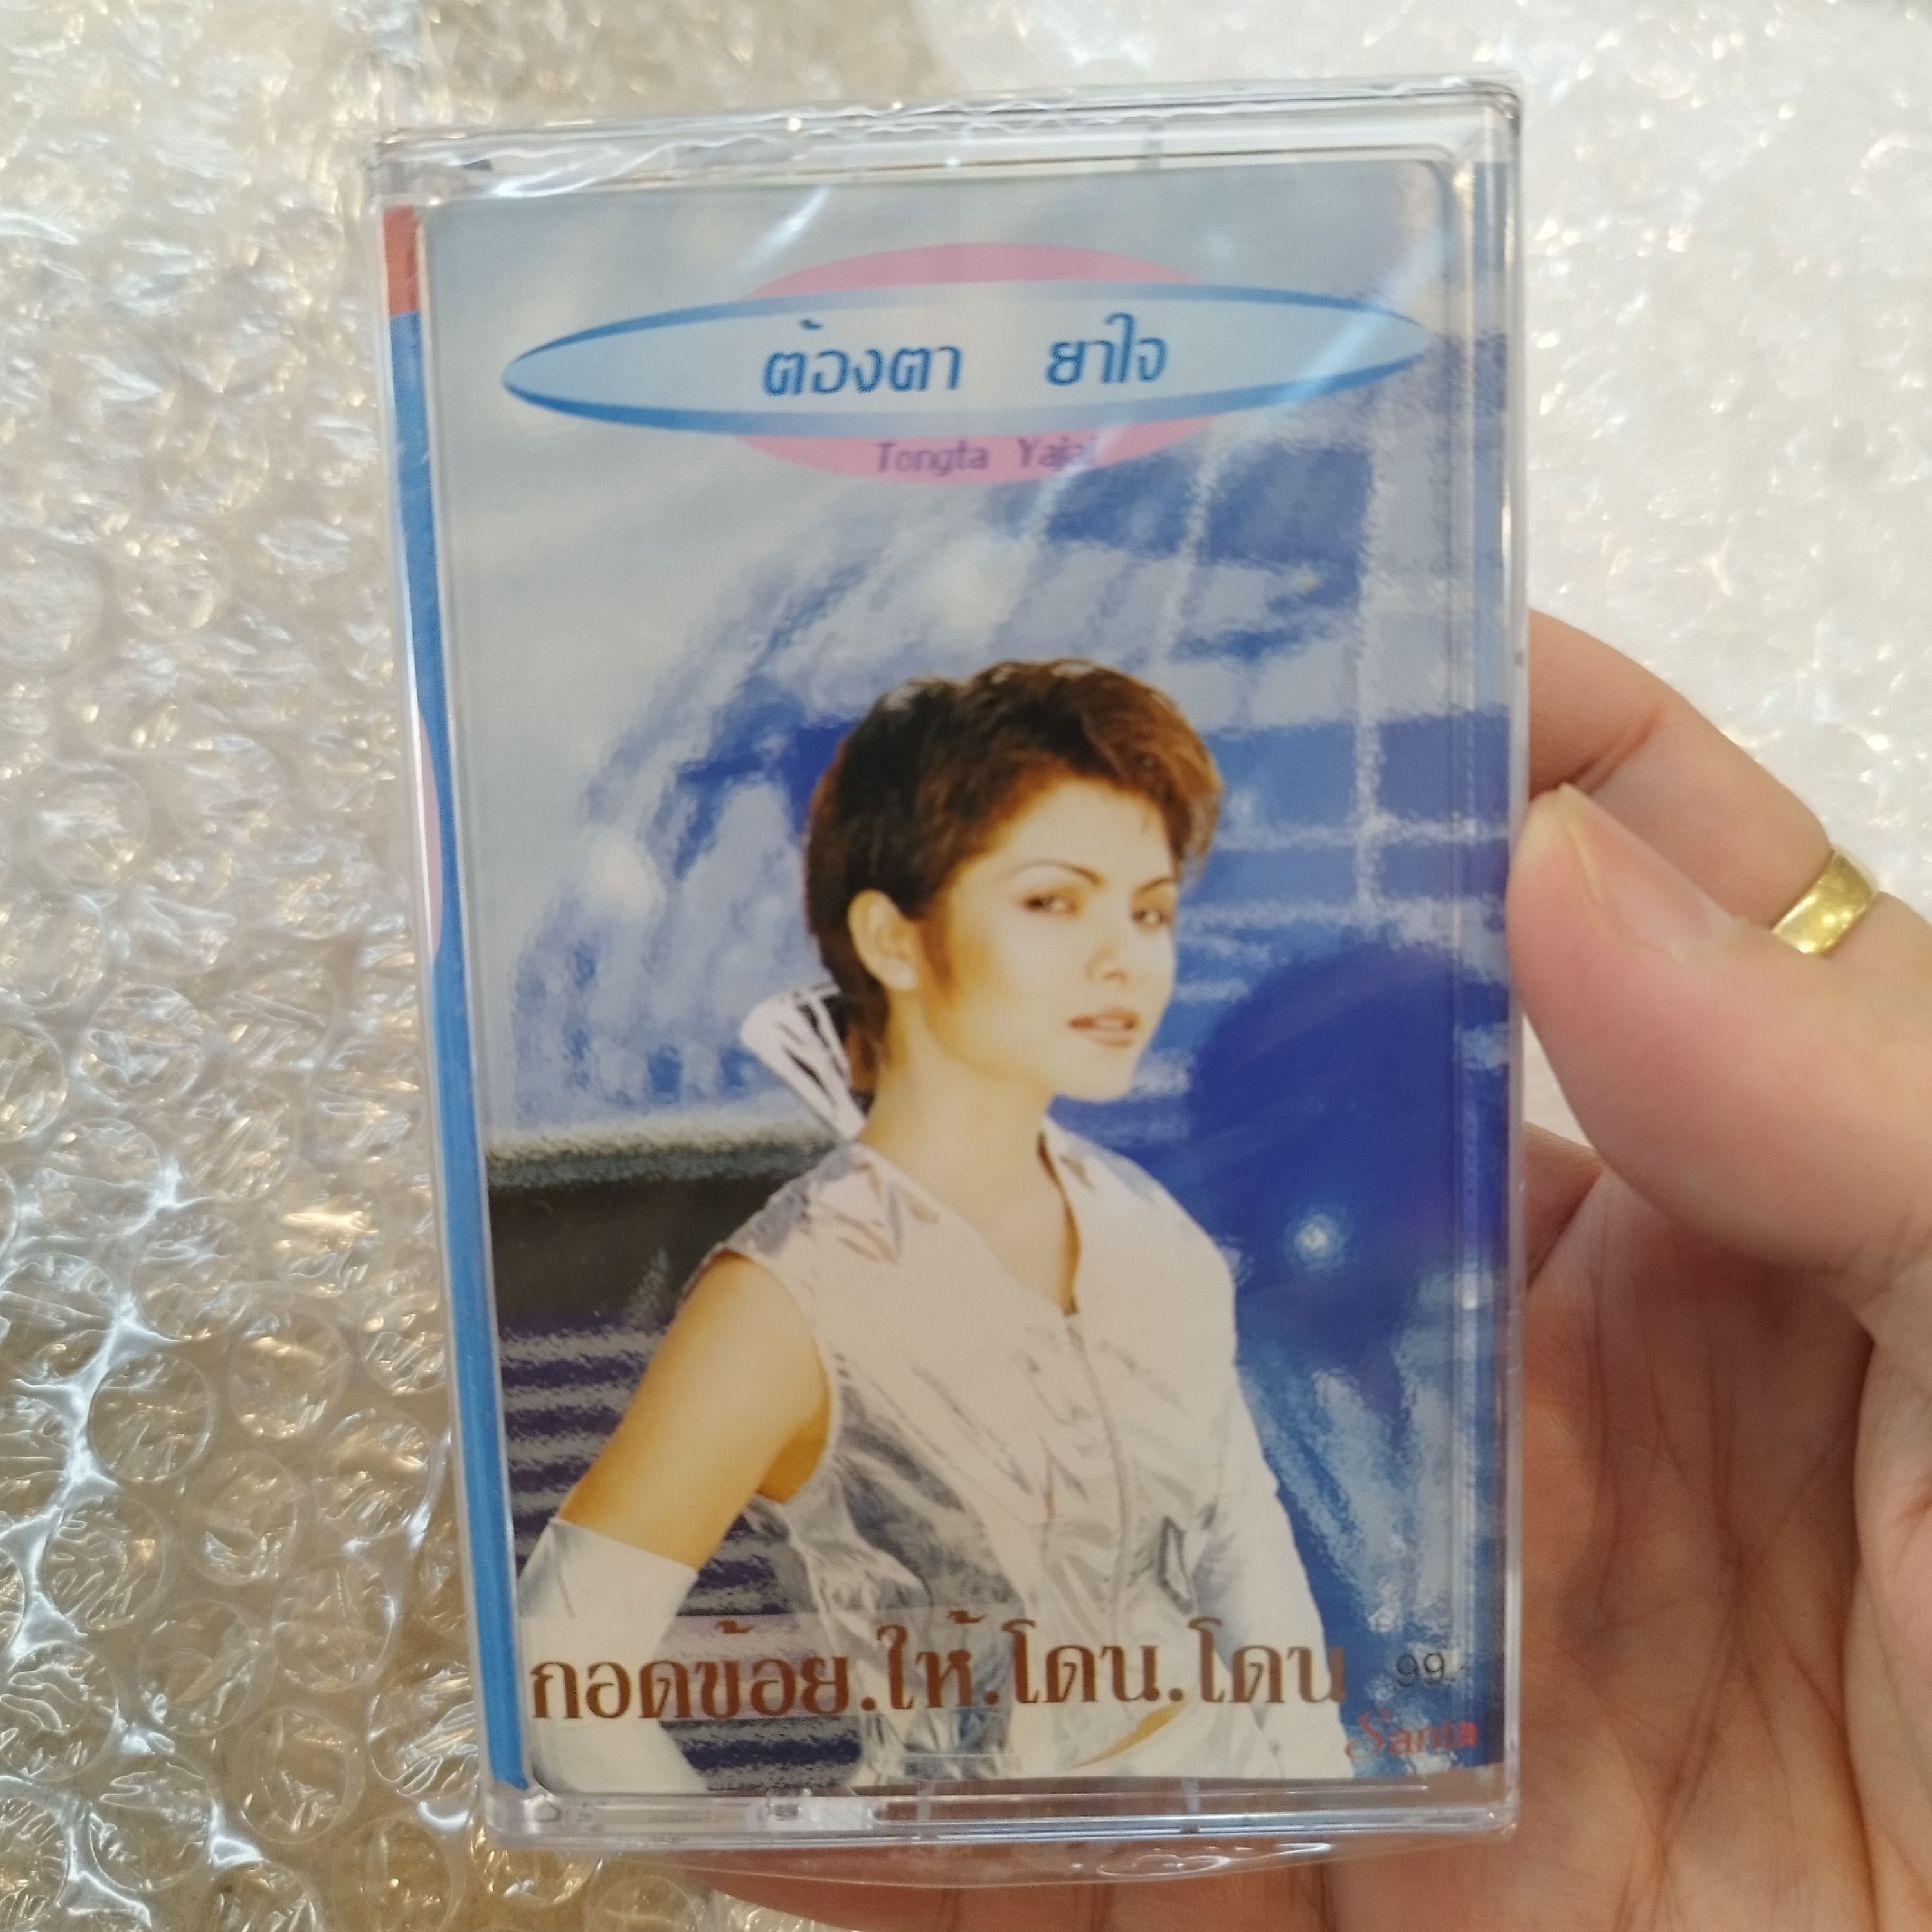 ต้องตา ยาใจ
Tongta Yajai
กอดข้อย.ให้.โดน.โดน
99.-
Santa